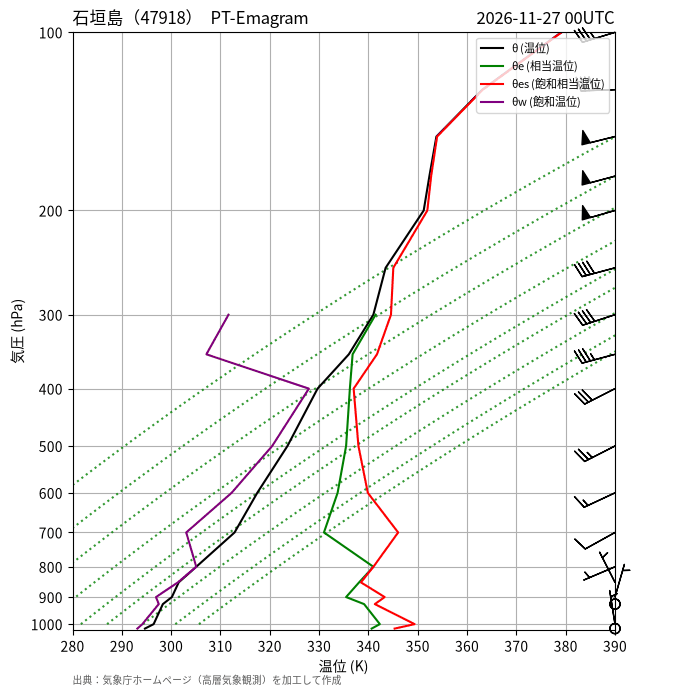 石垣島（47918） PT-Emagram 2026-11-27 00UTC
θ (温位)
θe (相当温位)
θes (飽和相当温位)
θw (飽和温位)
100
200
300
400
500
600
700
800
900
1000
気圧 (hPa)
280 290 300 310 320 330 340 350 360 370 380 390
温位 (K)
出典：気象庁ホームページ（高層気象観測）を加工して作成